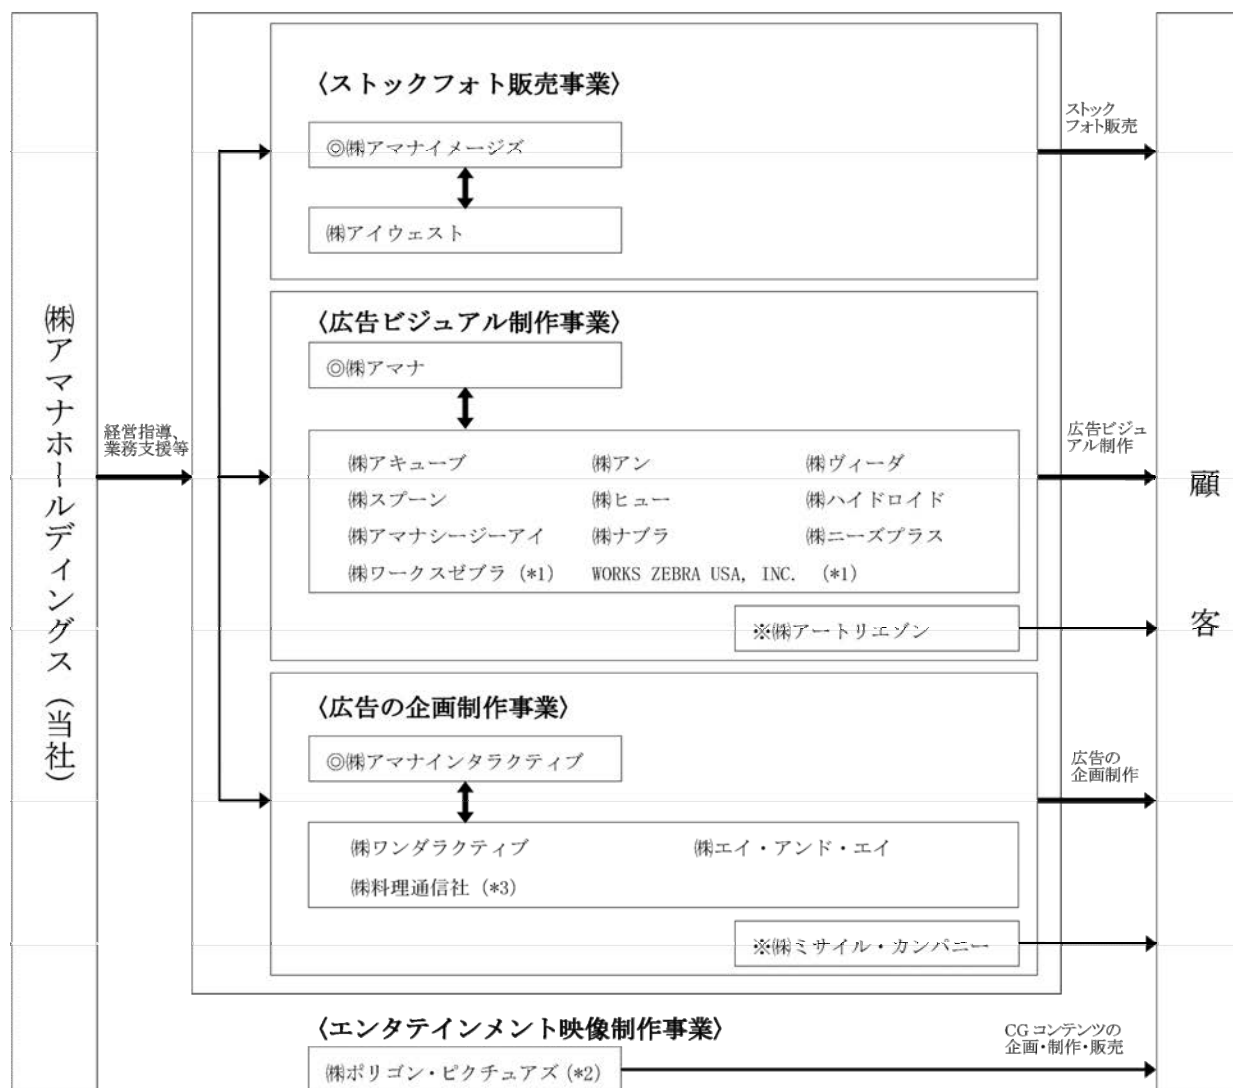 ㈱アマナホールディングス（当社）
経営指導、
業務支援等
〈ストックフォト販売事業〉
◎㈱アマナイメージズ
㈱アイウェスト
ストック
フォト販売
〈広告ビジュアル制作事業〉
◎㈱アマナ
㈱アキューブ ㈱アン ㈱ヴィーダ
㈱スプーン ㈱ヒュー ㈱ハイドロイド
㈱アマナシージーアイ ㈱ナブラ ㈱ニーズプラス
㈱ワークスゼブラ (*1) WORKS ZEBRA USA, INC. (*1)
※㈱アートリエゾン
広告ビジュ
アル制作
〈広告の企画制作事業〉
◎㈱アマナインタラクティブ
㈱ワンダラクティブ ㈱エイ・アンド・エイ
㈱料理通信社 (*3)
※㈱ミサイル・カンパニー
広告の
企画制作
〈エンタテインメント映像制作事業〉
㈱ポリゴン・ピクチュアズ (*2)
CGコンテンツの
企画・制作・販売
顧客